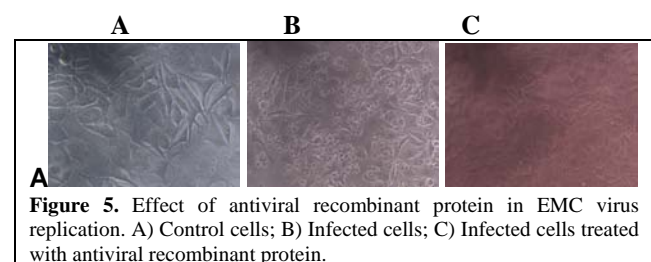 A B C
A
Figure 5. Effect of antiviral recombinant protein in EMC virus
replication. A) Control cells; B) Infected cells; C) Infected cells treated
with antiviral recombinant protein.